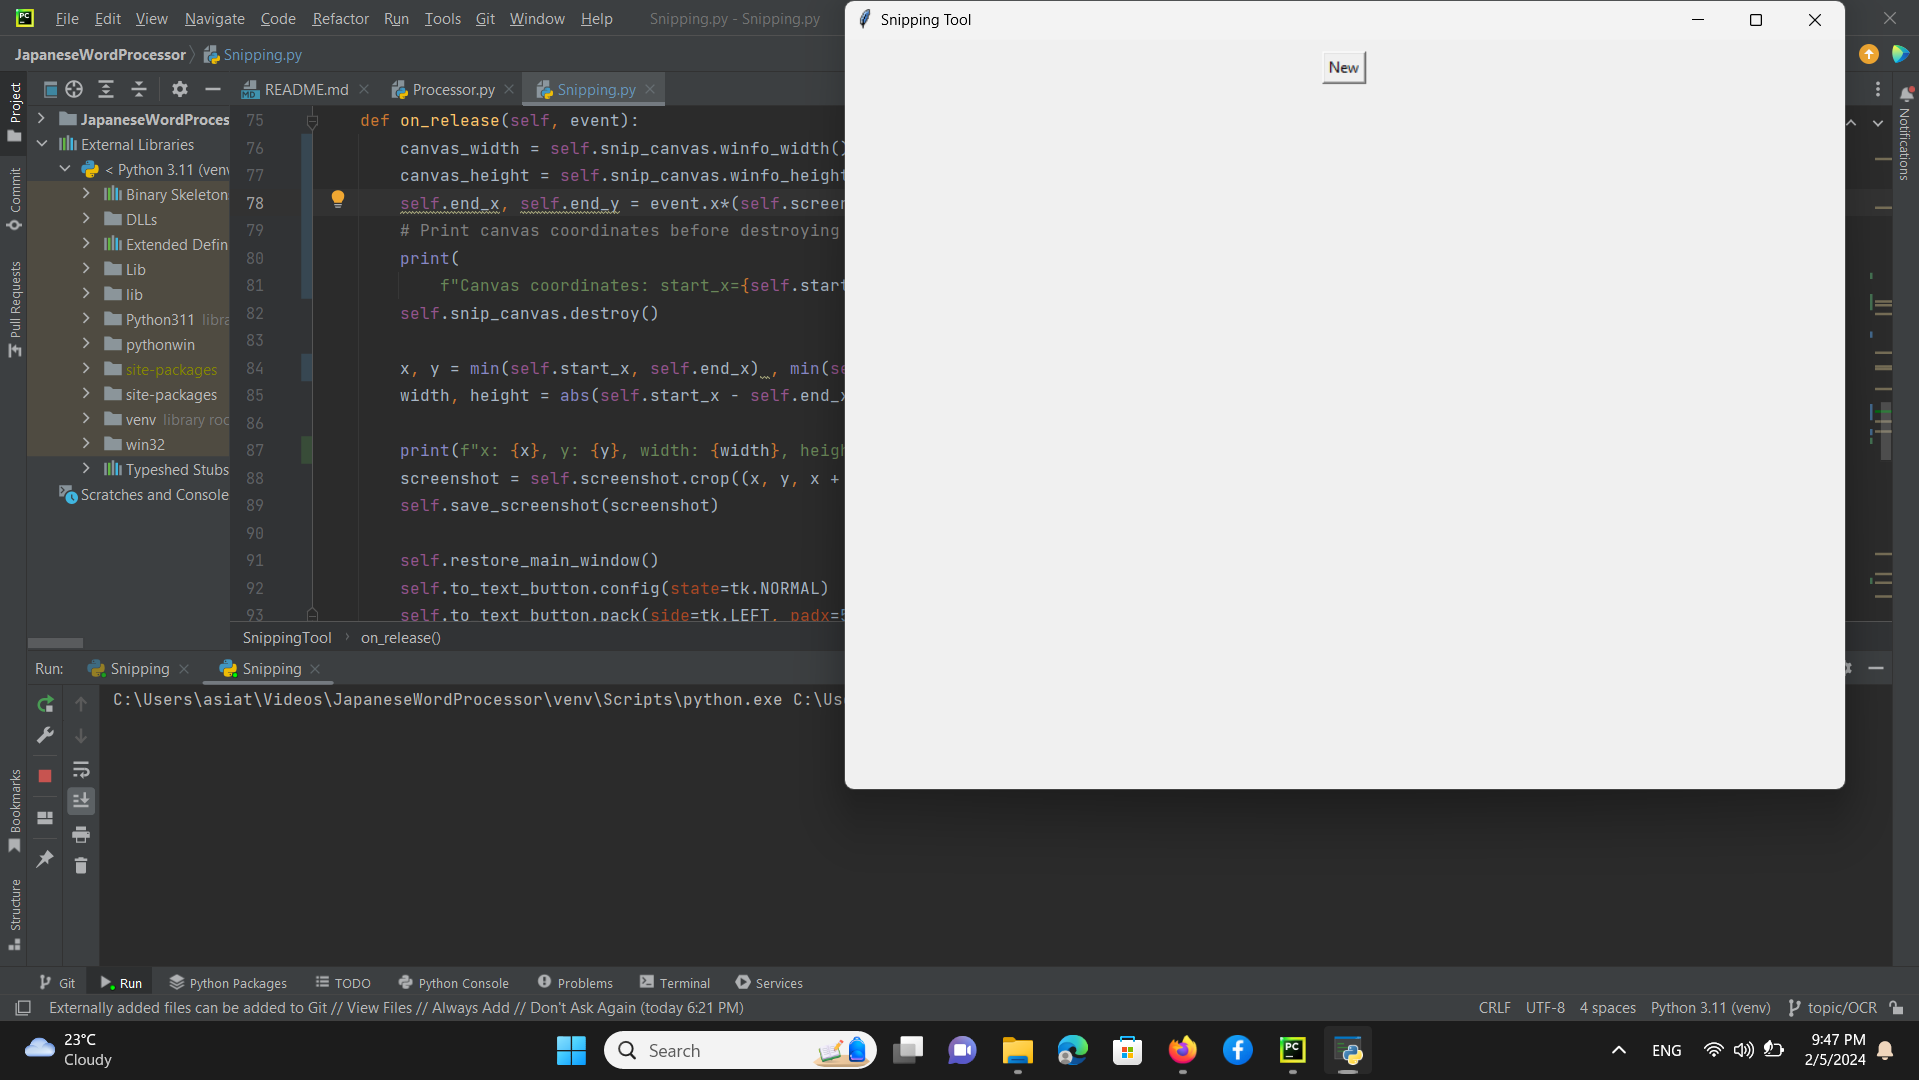 File Edit View Navigate Code Refactor Run Tools Git Window Help Snipping.py - Snipping.py
Snipping Tool
New
JapaneseWordProcessor Snipping.py
README.md Processor.py Snipping.py
Project
Commit
Pull Requests
Bookmarks
Structure
Notifications
JapaneseWordProces
External Libraries
< Python 3.11 (venv
Binary Skeleton
DLLs
Extended Defin
Lib
lib
Python311 libra
pythonwin
site-packages
site-packages
venv library roo
win32
Typeshed Stubs
Scratches and Console
75 def on_release(self, event):
76 canvas_width = self.snip_canvas.winfo_width()
77 canvas_height = self.snip_canvas.winfo_height
78 self.end_x, self.end_y = event.x*(self.screen
79 # Print canvas coordinates before destroying
80 print(
81 f"Canvas coordinates: start_x={self.start
82 self.snip_canvas.destroy()
83
84 x, y = min(self.start_x, self.end_x) , min(se
85 width, height = abs(self.start_x - self.end_x
86
87 print(f"x: {x}, y: {y}, width: {width}, heigh
88 screenshot = self.screenshot.crop((x, y, x +
89 self.save_screenshot(screenshot)
90
91 self.restore_main_window()
92 self.to_text_button.config(state=tk.NORMAL)
93 self.to_text_button.pack(side=tk.LEFT, padx=5
SnippingTool on_release()
Run: Snipping Snipping
C:\Users\asiat\Videos\JapaneseWordProcessor\venv\Scripts\python.exe C:\Us
Git Run Python Packages TODO Python Console Problems Terminal Services
Externally added files can be added to Git // View Files // Always Add // Don't Ask Again (today 6:21 PM) CRLF UTF-8 4 spaces Python 3.11 (venv) topic/OCR
23°C
Cloudy
Search
ENG
9:47 PM
2/5/2024